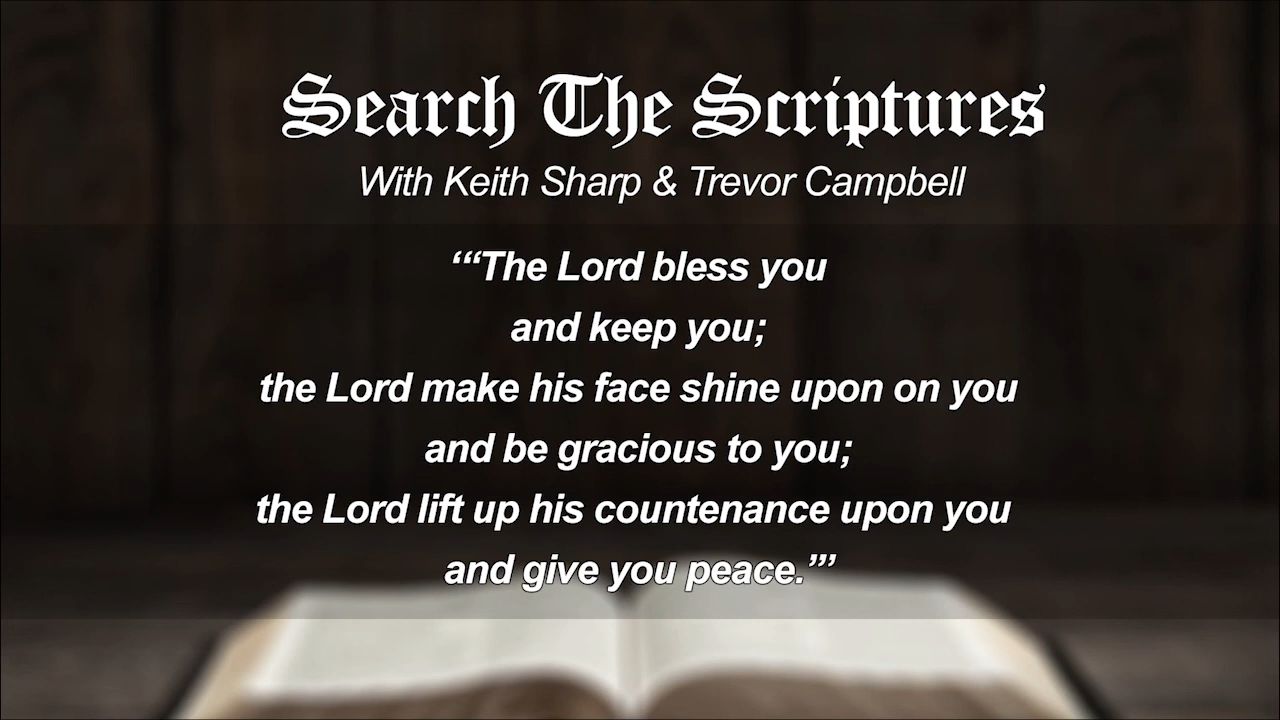 Search The Scriptures
With Keith Sharp & Trevor Campbell
“‘“The Lord bless you
and keep you;
the Lord make his face shine upon on you
and be gracious to you;
the Lord lift up his countenance upon you
and give you peace.”’”